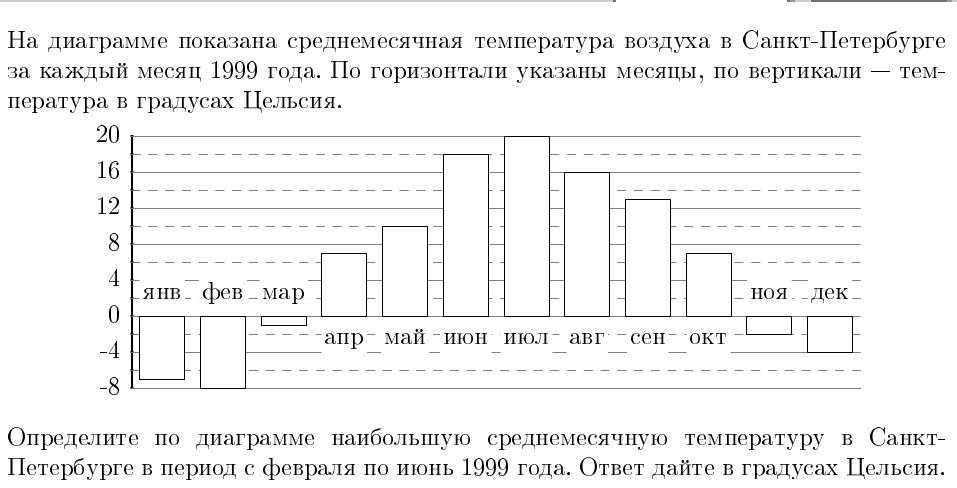 На диаграмме показана среднемесячная температура воздуха в Санкт-Петербурге
за каждый месяц 1999 года. По горизонтали указаны месяцы, по вертикали — тем-
пература в градусах Цельсия.
20
16
12
8
4
янв фев мар ноя дек
0
апр май июн июл авг сен окт
-4
-8
Определите по диаграмме наибольшую среднемесячную температуру в Санкт-
Петербурге в период с февраля по июнь 1999 года. Ответ дайте в градусах Цельсия.